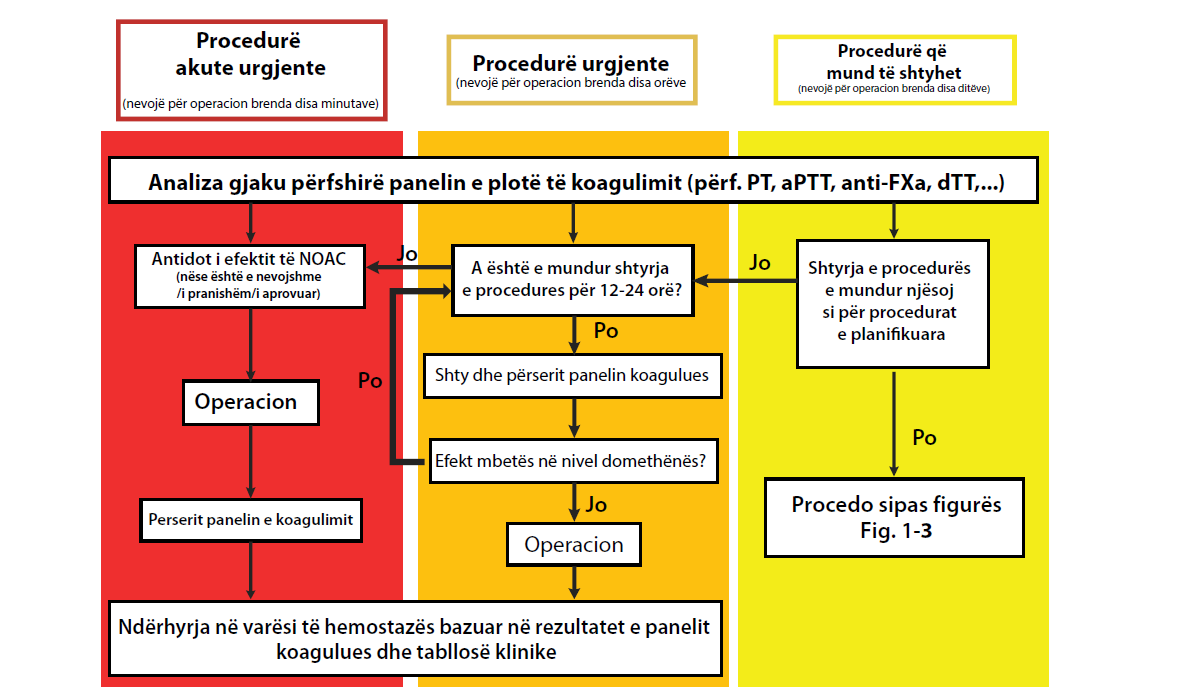 Procedurë
akute urgjente
(nevojë për operacion brenda disa minutave)
Procedurë urgjente
(nevojë për operacion brenda disa orëve
Procedurë që
mund të shtyhet
(nevojë për operacion brenda disa ditëve)
Analiza gjaku përfshirë panelin e plotë të koagulimit (përf. PT, aPTT, anti-FXa, dTT,...)
Antidot i efektit të NOAC
(nëse është e nevojshme
/i pranishëm/i aprovuar)
Jo
A është e mundur shtyrja
e procedures për 12-24 orë?
Jo
Shtyrja e procedurës
e mundur njësoj
si për procedurat
e planifikuara
Po
Shty dhe përserit panelin koagulues
Po
Operacion
Po
Efekt mbetës në nivel domethënës?
Jo
Perserit panelin e koagulimit
Operacion
Procedo sipas figurës
Fig. 1-3
Ndërhyrja në varësi të hemostazës bazuar në rezultatet e panelit
koagulues dhe tabllosë klinike